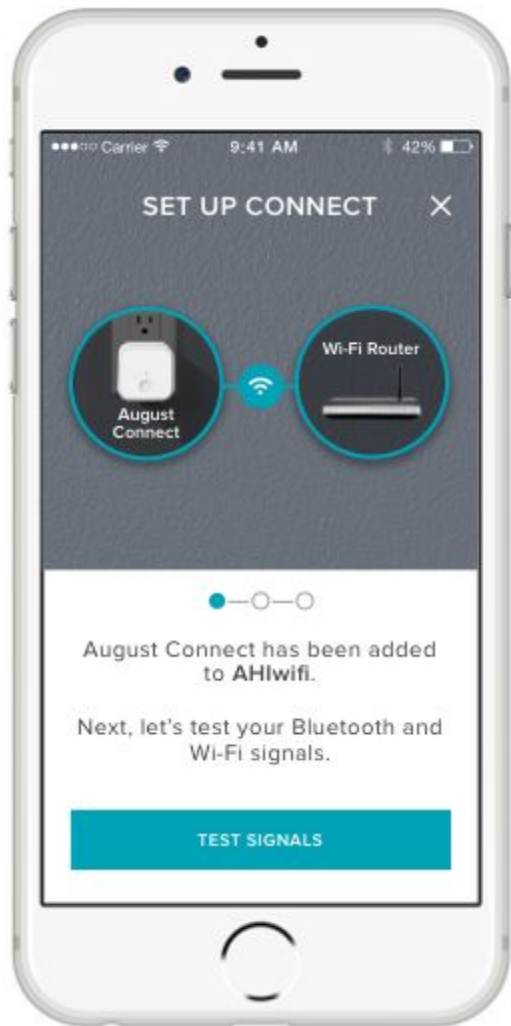 Carrier 9:41 AM 42%
SET UP CONNECT
Wi-Fi Router
August
Connect
August Connect has been added
to AHIwifi.
Next, let's test your Bluetooth and
Wi-Fi signals.
TEST SIGNALS